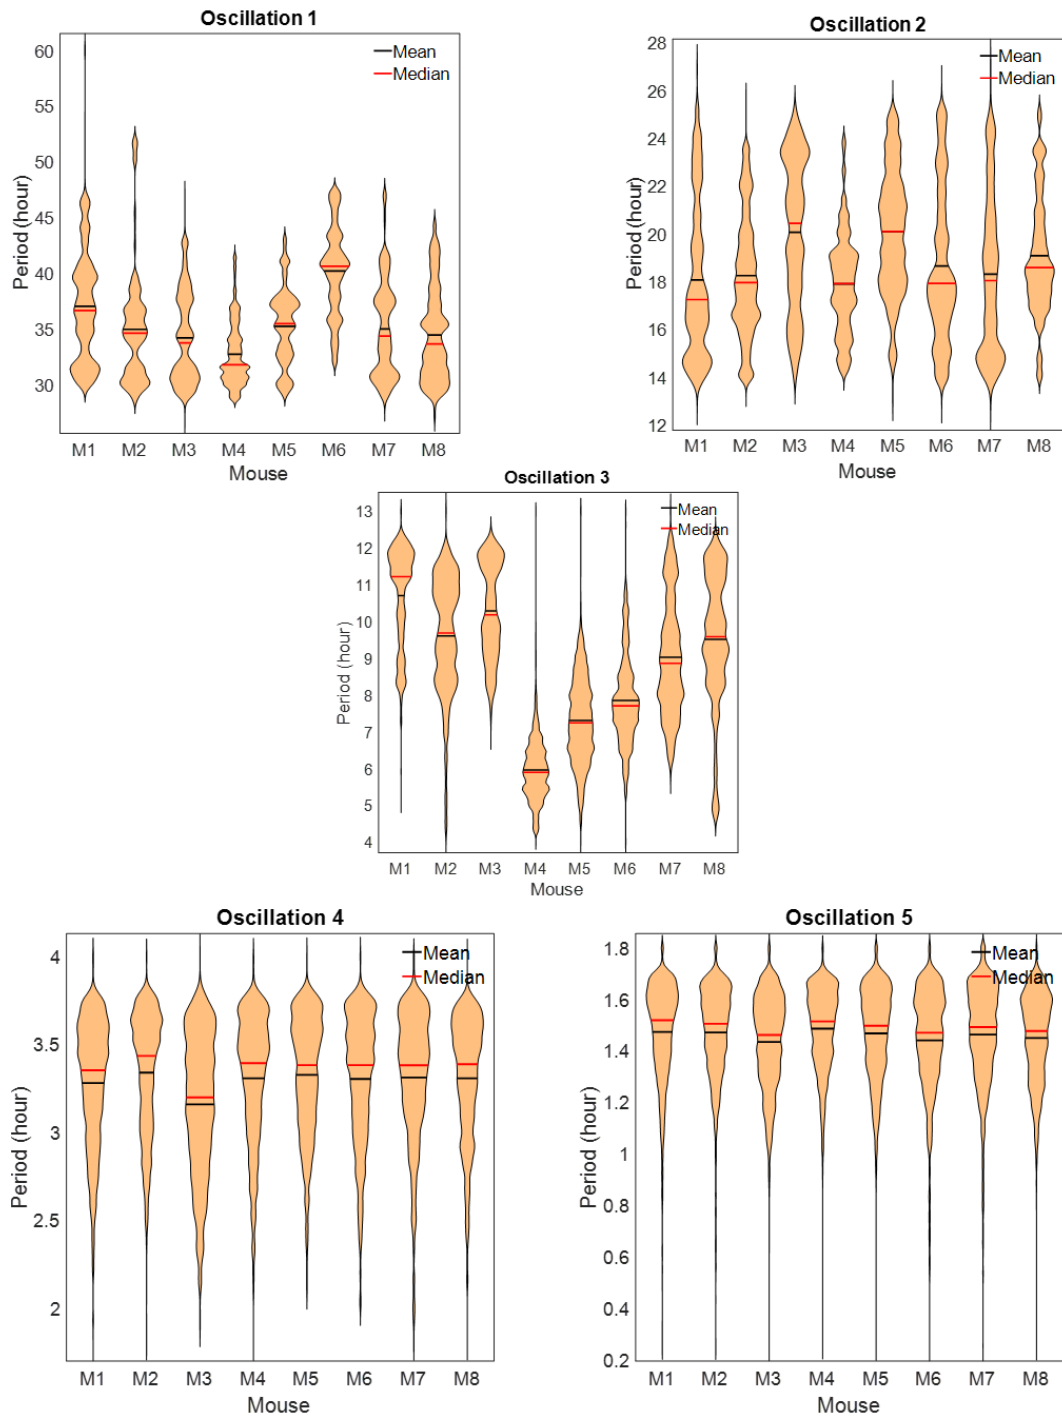 Oscillation 1
Mean
Median
60
55
50
45
40
35
30
Period (hour)
M1 M2 M3 M4 M5 M6 M7 M8
Mouse
Oscillation 2
Mean
Median
28
26
24
22
20
18
16
14
12
Period (hour)
M1 M2 M3 M4 M5 M6 M7 M8
Mouse
Oscillation 3
Mean
Median
13
12
11
10
9
8
7
6
5
4
Period (hour)
M1 M2 M3 M4 M5 M6 M7 M8
Mouse
Oscillation 4
Mean
Median
4
3.5
3
2.5
2
Period (hour)
M1 M2 M3 M4 M5 M6 M7 M8
Mouse
Oscillation 5
Mean
Median
1.8
1.6
1.4
1.2
1
0.8
0.6
0.4
0.2
Period (hour)
M1 M2 M3 M4 M5 M6 M7 M8
Mouse